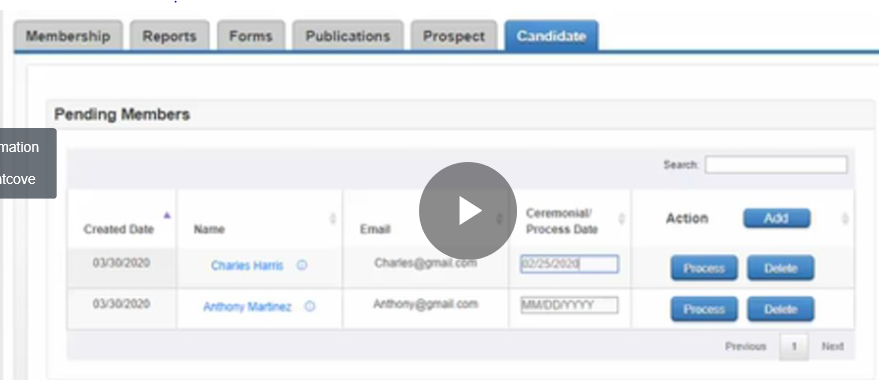 Membership Reports Forms Publications Prospect Candidate
Pending Members
mation
tcove
Search:
Created Date Name Email Ceremonial/ Process Date Action Add
03/30/2020 Charles Harris Charles@gmail.com 02/25/2020 Process Delete
03/30/2020 Anthony Martinez Anthony@gmail.com MM/DD/YYYY Process Delete
Previous 1 Next